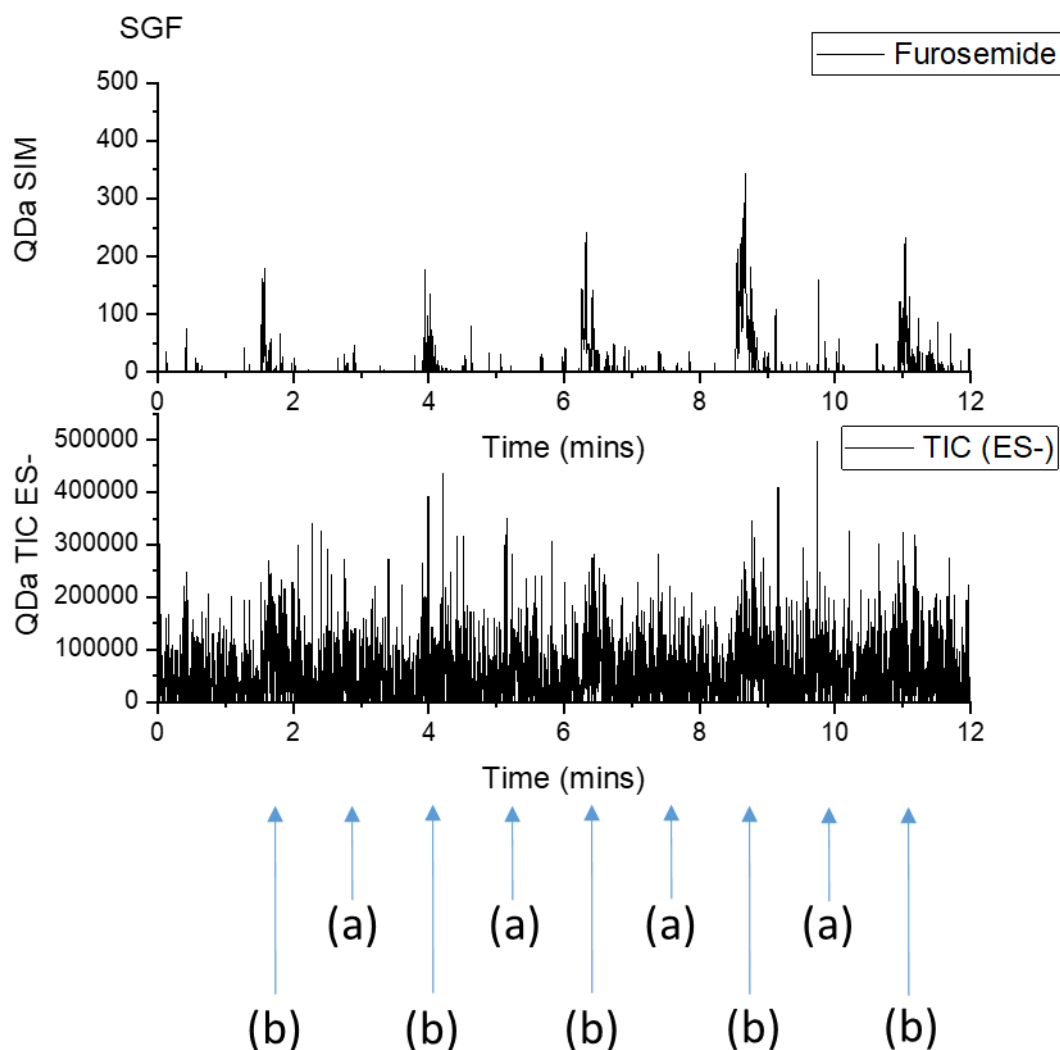 SGF
Furosemide
QDa SIM
500
400
300
200
100
0
0 2 4 6 8 10 12
Time (mins)
TIC (ES-)
QDa TIC ES-
500000
400000
300000
200000
100000
0
0 2 4 6 8 10 12
Time (mins)
(a) (a) (a) (a)
(b) (b) (b) (b) (b)